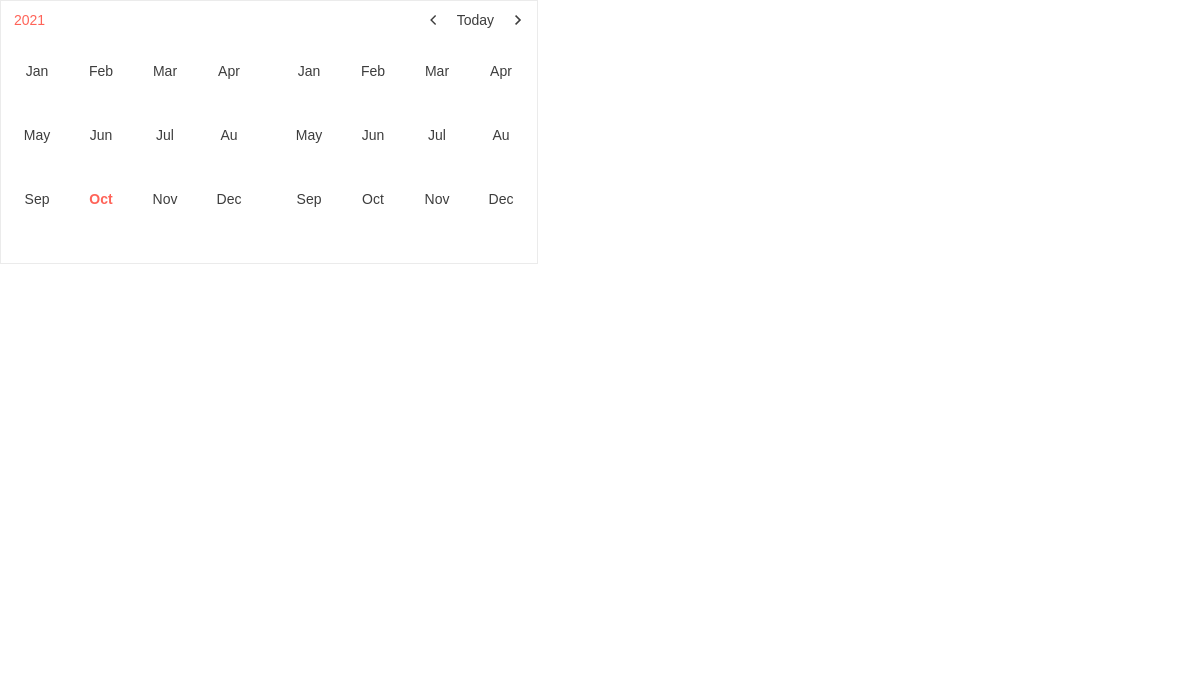 2021 Today
Jan Feb Mar Apr Jan Feb Mar Apr
May Jun Jul Au May Jun Jul Au
Sep Oct Nov Dec Sep Oct Nov Dec